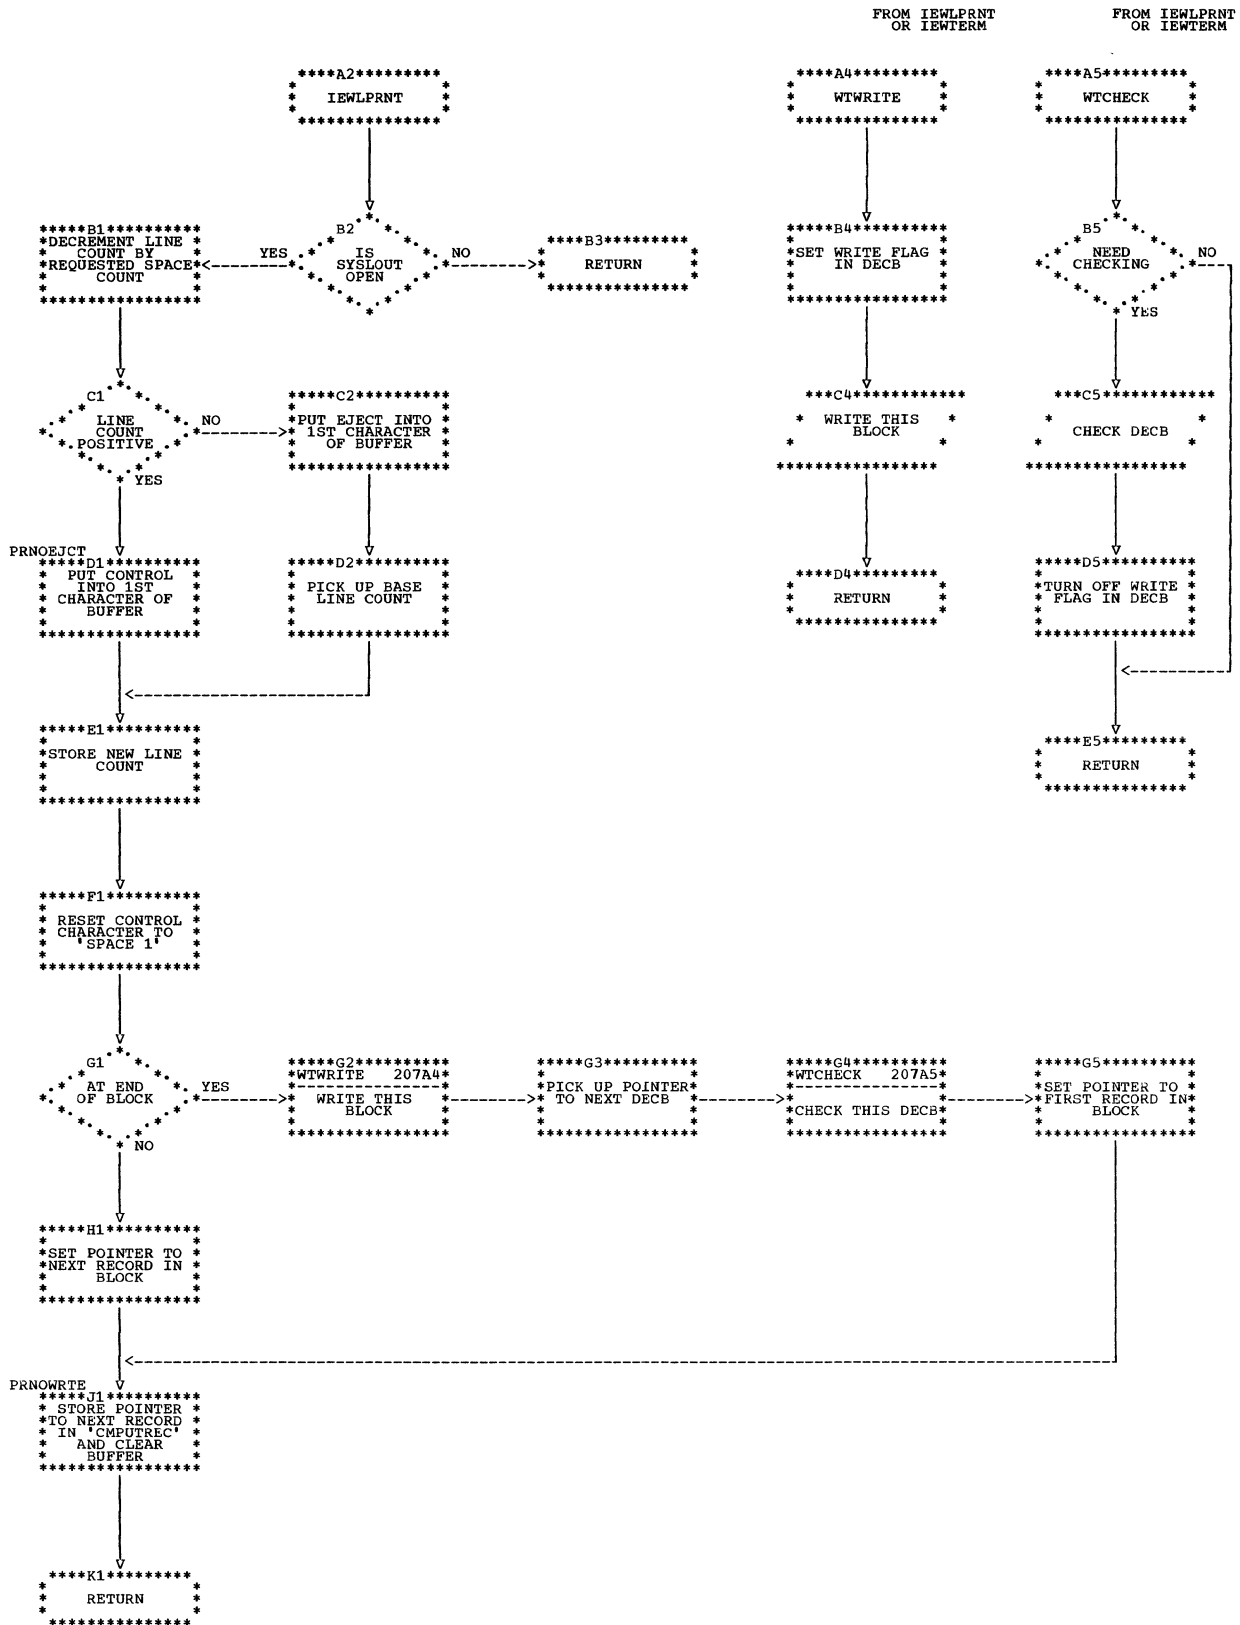 FROM IEWLPRNT
OR IEWTERM
FROM IEWLPRNT
OR IEWTERM
A2
IEWLPRNT
A4
WTWRITE
A5
WTCHECK
B1
DECREMENT LINE
COUNT BY
REQUESTED SPACE
COUNT
YES
B2
IS
SYSLOUT
OPEN
NO
B3
RETURN
B4
SET WRITE FLAG
IN DECB
B5
NEED
CHECKING
NO
YES
C1
LINE
COUNT
POSITIVE
NO
YES
C2
PUT EJECT INTO
1ST CHARACTER
OF BUFFER
C4
WRITE THIS
BLOCK
C5
CHECK DECB
PRNOEJCT
D1
PUT CONTROL
INTO 1ST
CHARACTER OF
BUFFER
D2
PICK UP BASE
LINE COUNT
D4
RETURN
D5
TURN OFF WRITE
FLAG IN DECB
E1
STORE NEW LINE
COUNT
E5
RETURN
F1
RESET CONTROL
CHARACTER TO
'SPACE 1'
G1
AT END
OF BLOCK
YES
NO
G2
WTWRITE 207A4
WRITE THIS
BLOCK
G3
PICK UP POINTER
TO NEXT DECB
G4
WTCHECK 207A5
CHECK THIS DECB
G5
SET POINTER TO
FIRST RECORD IN
BLOCK
H1
SET POINTER TO
NEXT RECORD IN
BLOCK
PRNOWRTE
J1
STORE POINTER
TO NEXT RECORD
IN 'CMPUTREC'
AND CLEAR
BUFFER
K1
RETURN